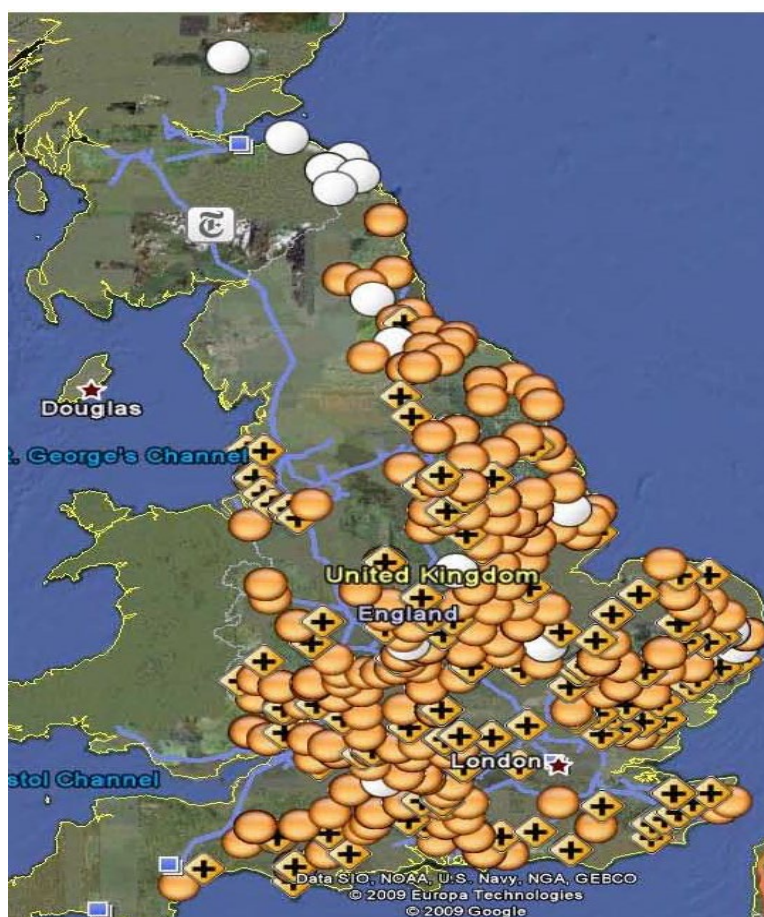 Douglas
t. George's Channel
United Kingdom
England
London
stol Channel
Data SIO, NOAA, U.S. Navy, NGA, GEBCO
© 2009 Europa Technologies
© 2009 Google